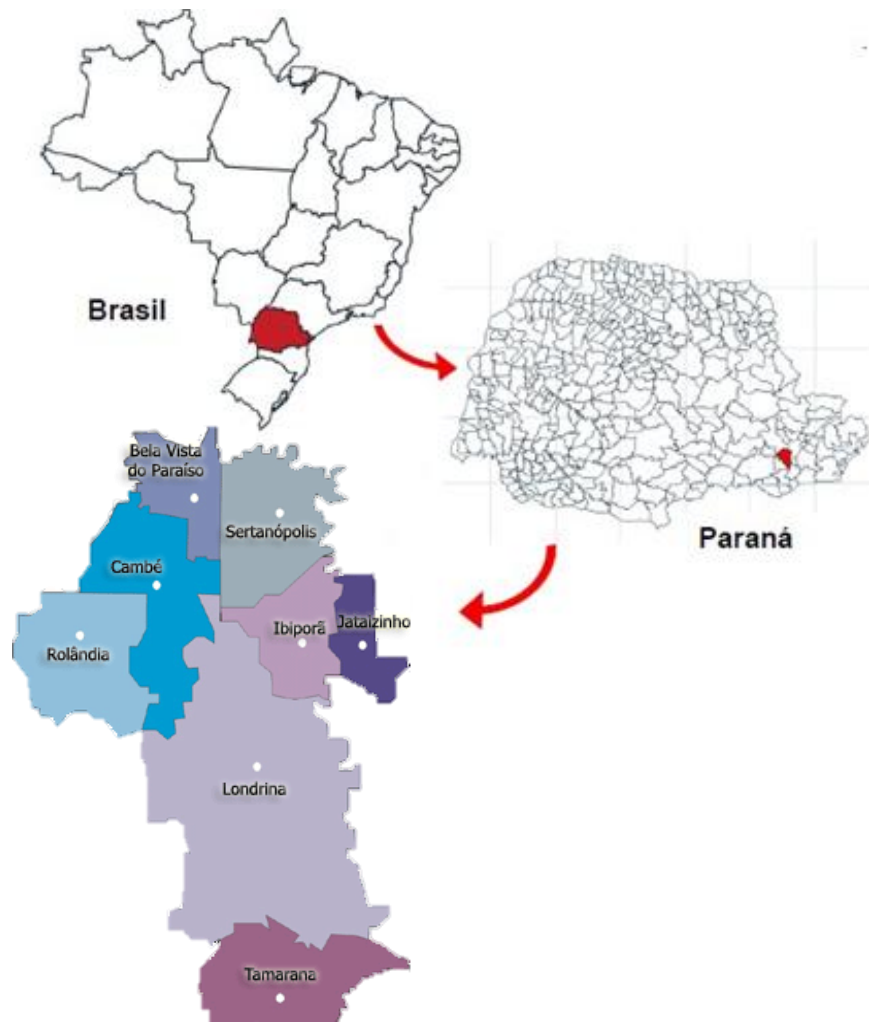 Brasil
Paraná
Bela Vista
do Paraíso
Sertanópolis
Cambé
Ibiporã
Jataizinho
Rolândia
Londrina
Tamarana